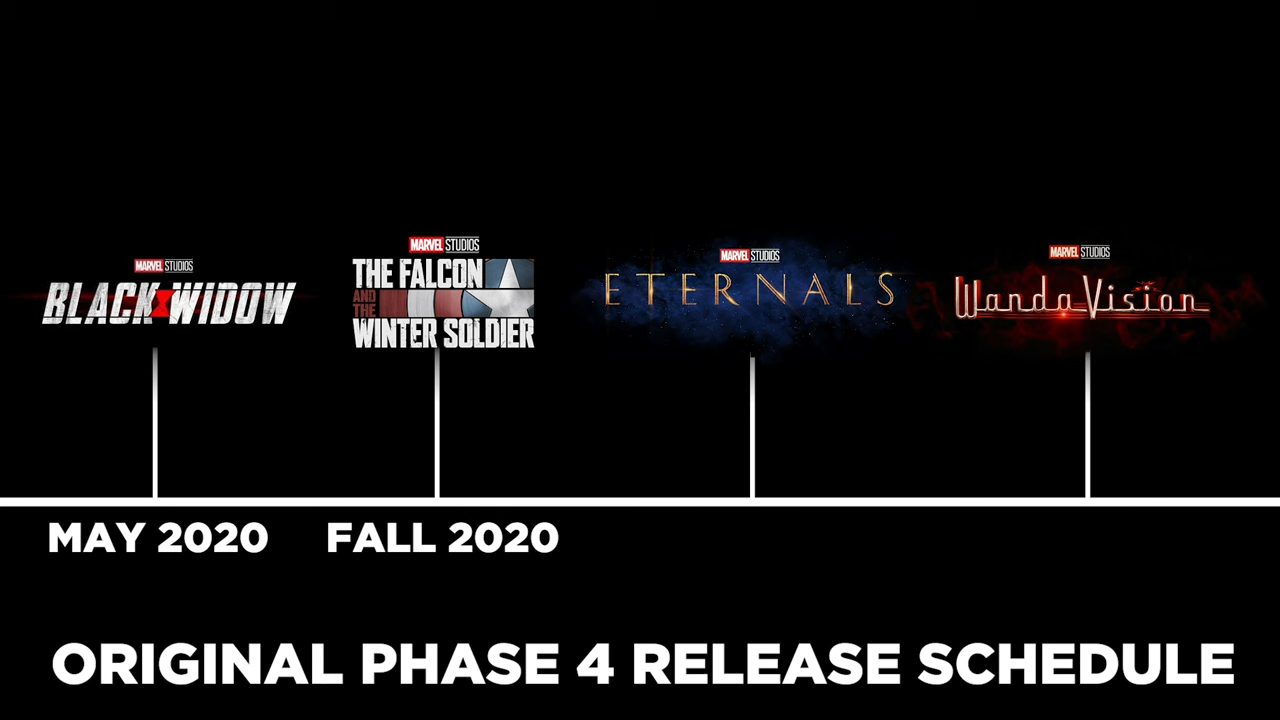 MARVEL STUDIOS
BLACK WIDOW
MARVEL STUDIOS
THE FALCON
AND
THE
WINTER SOLDIER
MARVEL STUDIOS
ETERNALS
MARVEL STUDIOS
WandaVision
MAY 2020
FALL 2020
ORIGINAL PHASE 4 RELEASE SCHEDULE